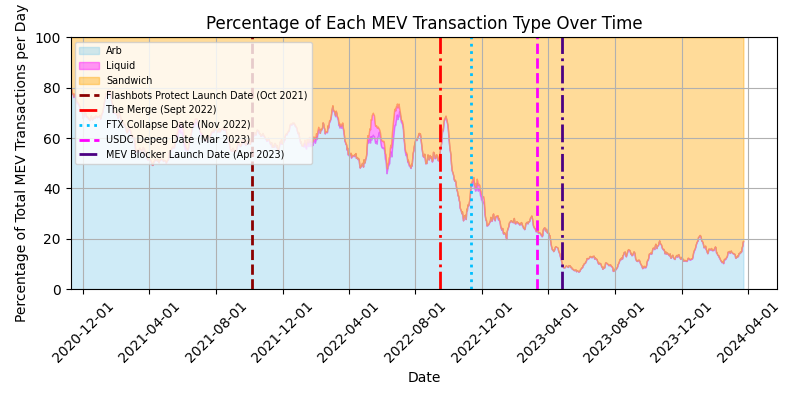 Percentage of Each MEV Transaction Type Over Time
Percentage of Total MEV Transactions per Day
100
80
60
40
20
0
Arb
Liquid
Sandwich
Flashbots Protect Launch Date (Oct 2021)
The Merge (Sept 2022)
FTX Collapse Date (Nov 2022)
USDC Depeg Date (Mar 2023)
MEV Blocker Launch Date (Apr 2023)
2020-12-01
2021-04-01
2021-08-01
2021-12-01
2022-04-01
2022-08-01
2022-12-01
2023-04-01
2023-08-01
2023-12-01
2024-04-01
Date